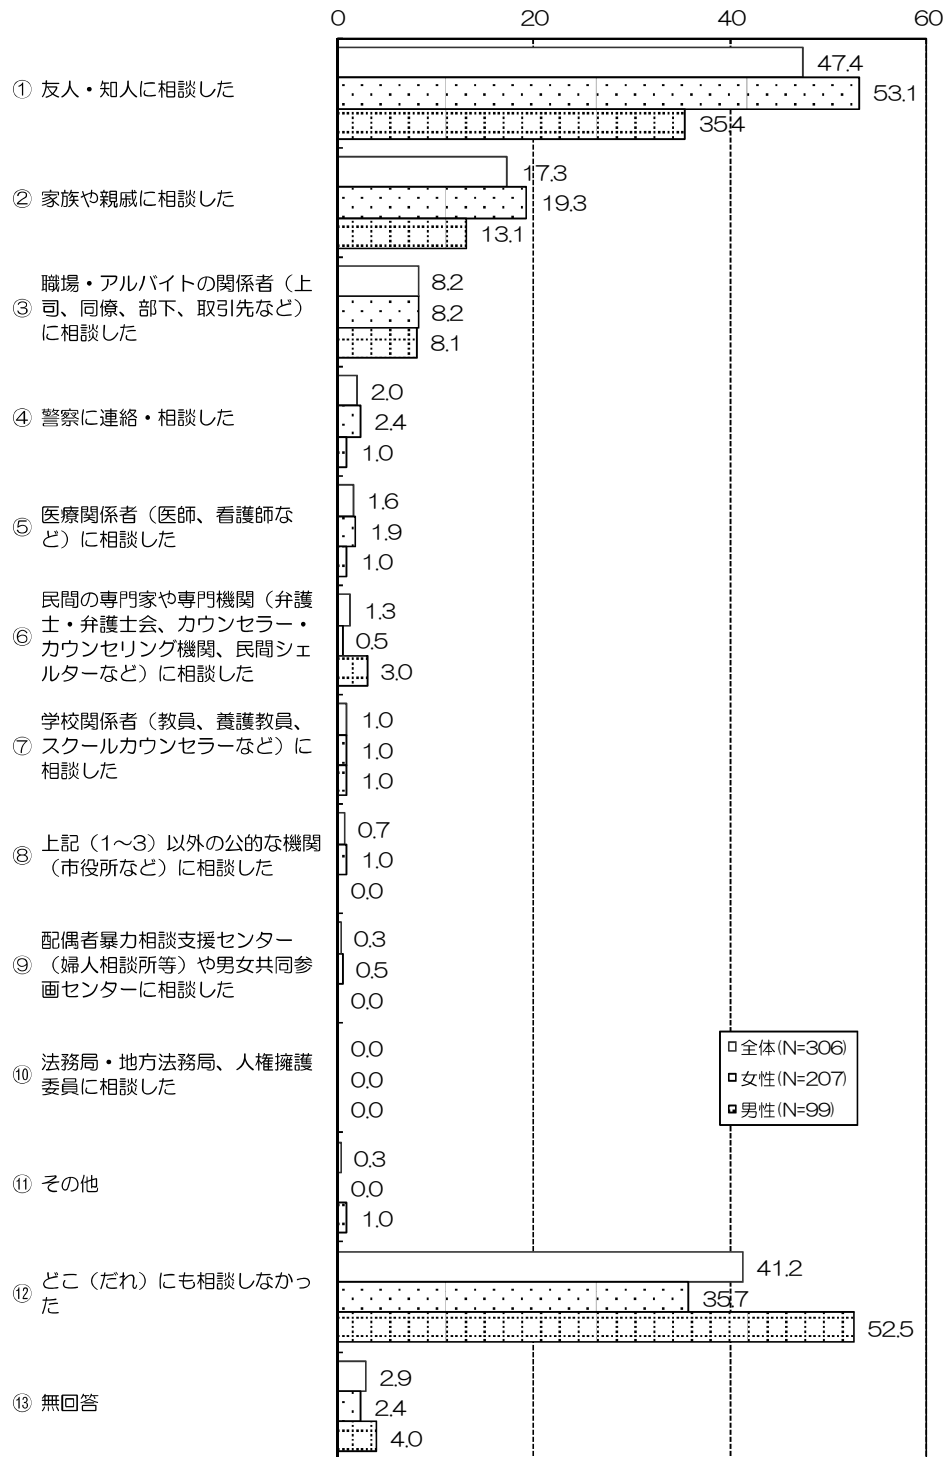 0 20 40 60
① 友人・知人に相談した
47.4
53.1
35.4
② 家族や親戚に相談した
17.3
19.3
13.1
職場・アルバイトの関係者（上
③ 司、同僚、部下、取引先など）
に相談した
8.2
8.2
8.1
④ 警察に連絡・相談した
2.0
2.4
1.0
⑤ 医療関係者（医師、看護師な
ど）に相談した
1.6
1.9
1.0
民間の専門家や専門機関（弁護
⑥ 士・弁護士会、カウンセラー・
カウンセリング機関、民間シェ
ルターなど）に相談した
1.3
0.5
3.0
学校関係者（教員、養護教員、
⑦ スクールカウンセラーなど）に
相談した
1.0
1.0
1.0
⑧ 上記（1～3）以外の公的な機関
（市役所など）に相談した
0.7
1.0
0.0
配偶者暴力相談支援センター
⑨ （婦人相談所等）や男女共同参
画センターに相談した
0.3
0.5
0.0
⑩ 法務局・地方法務局、人権擁護
委員に相談した
0.0
0.0
0.0
全体(N=306)
女性(N=207)
男性(N=99)
⑪ その他
0.3
0.0
1.0
⑫ どこ（だれ）にも相談しなかっ
た
41.2
35.7
52.5
⑬ 無回答
2.9
2.4
4.0